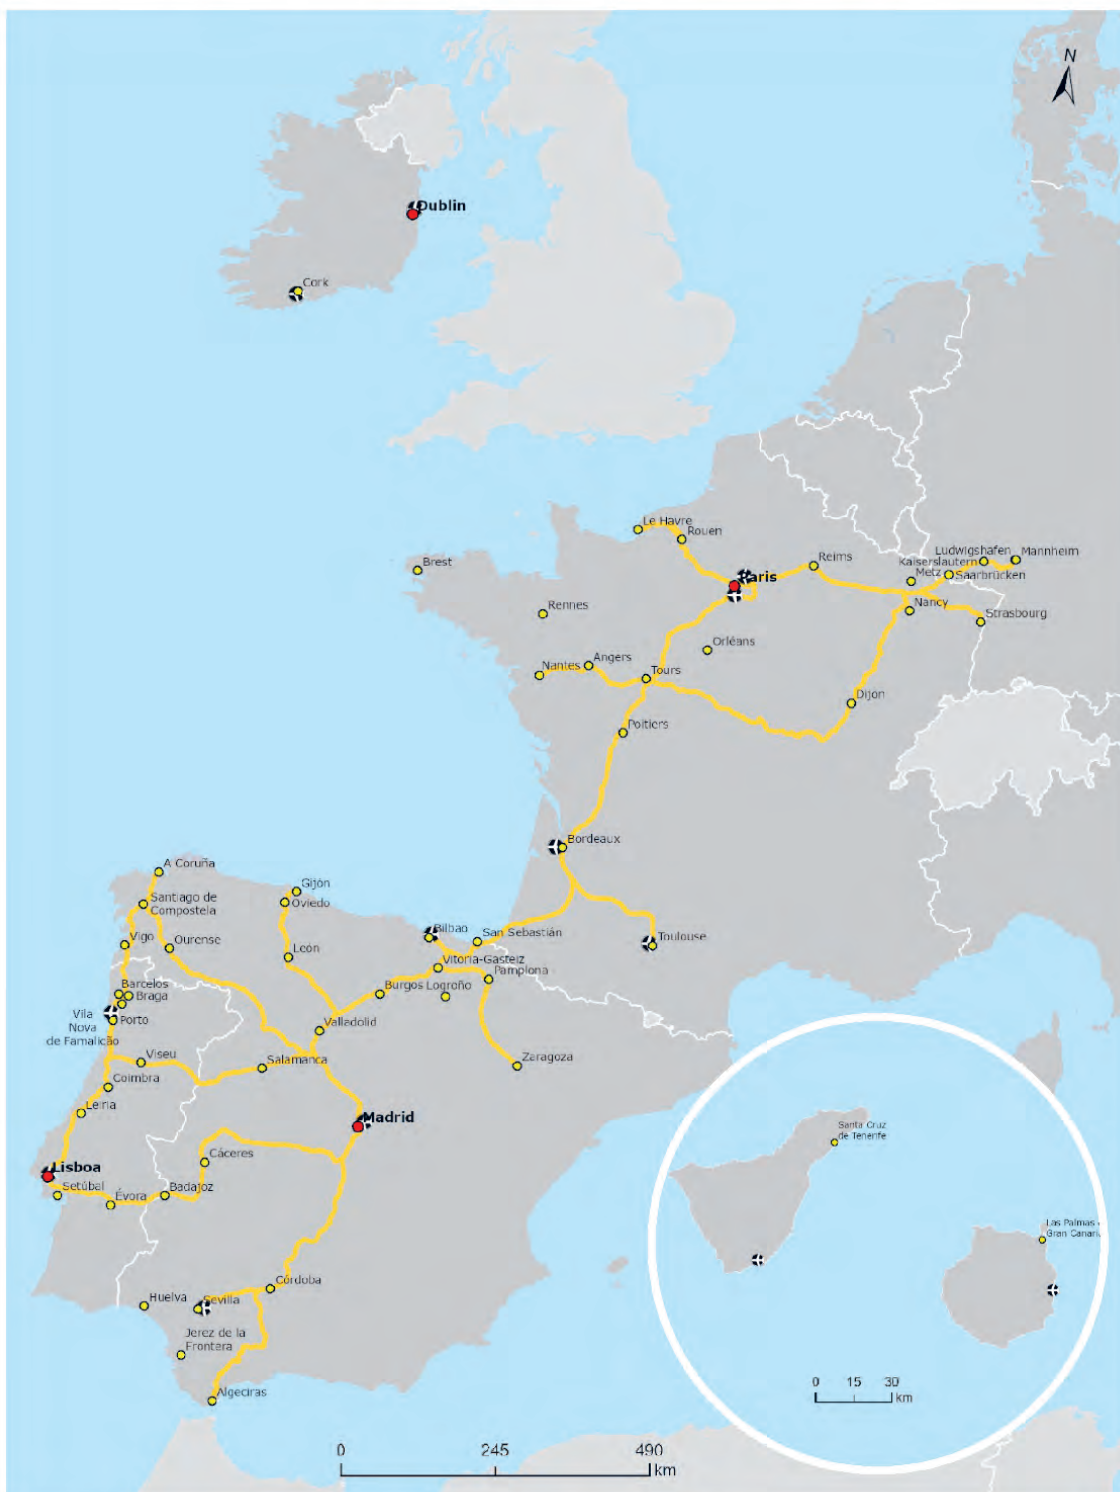 N
Dublin
Cork
Le Havre
Rouen
Brest
Paris
Reims
Ludwigshafen
Mannheim
Kaiserslautern
Metz
Saarbrücken
Rennes
Nancy
Strasbourg
Orléans
Angers
Nantes
Tours
Dijon
Poitiers
Bordeaux
A Coruña
Gijón
Santiago de
Compostela
Oviedo
Bilbao
San Sebastián
Toulouse
Vigo
Ourense
León
Vitoria-Gasteiz
Pamplona
Barcelos
Braga
Burgos
Logroño
Vila
Nova
de Famalicão
Porto
Valladolid
Viseu
Salamanca
Zaragoza
Coimbra
Leiria
Madrid
Santa Cruz
de Tenerife
Cáceres
Lisboa
Setúbal
Évora
Badajoz
Las Palmas
Gran Canari
Córdoba
Huelva
Sevilla
Jerez de la
Frontera
Algeciras
0 15 30
km
0 245 490
km